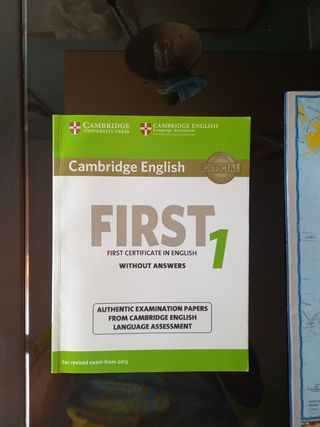 CAMBRIDGE
UNIVERSITY PRESS
CAMBRIDGE ENGLISH
Language Assessment
Cambridge English
OFFICIAL
FIRST 1
FIRST CERTIFICATE IN ENGLISH
WITHOUT ANSWERS
AUTHENTIC EXAMINATION PAPERS
FROM CAMBRIDGE ENGLISH
LANGUAGE ASSESSMENT
For revised exam from 2015